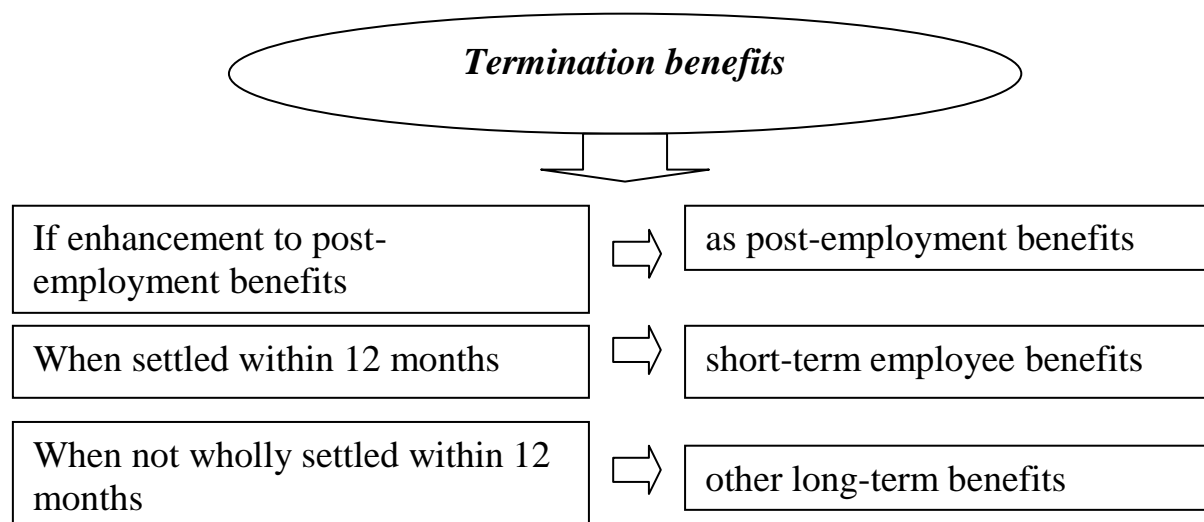 Termination benefits
If enhancement to post-
employment benefits
as post-employment benefits
When settled within 12 months
short-term employee benefits
When not wholly settled within 12
months
other long-term benefits